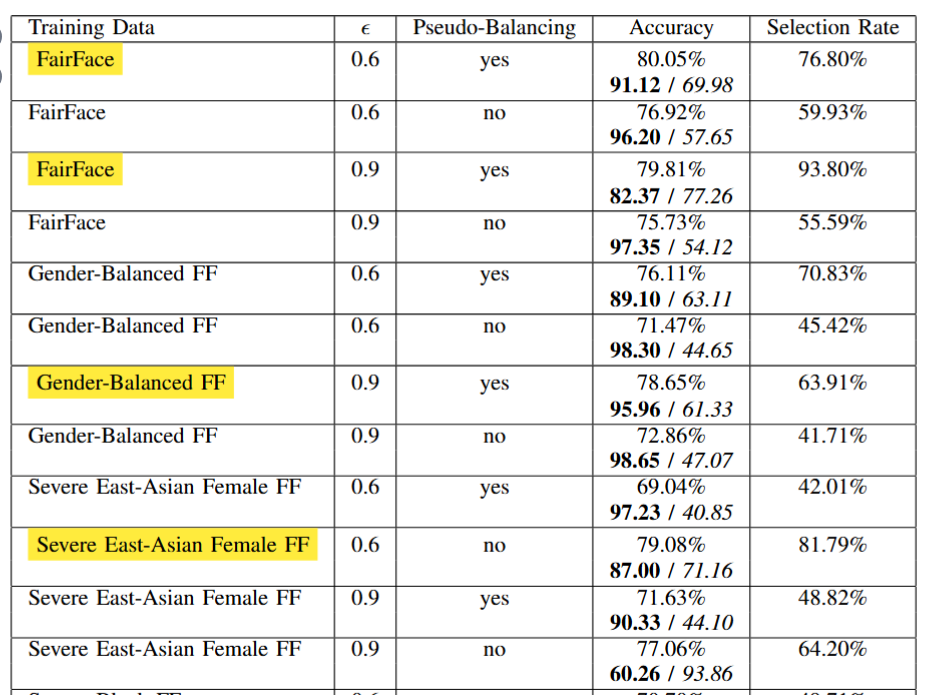 Training Data ϵ Pseudo-Balancing Accuracy Selection Rate
FairFace 0.6 yes 80.05% 76.80%
91.12 / 69.98
FairFace 0.6 no 76.92% 59.93%
96.20 / 57.65
FairFace 0.9 yes 79.81% 93.80%
82.37 / 77.26
FairFace 0.9 no 75.73% 55.59%
97.35 / 54.12
Gender-Balanced FF 0.6 yes 76.11% 70.83%
89.10 / 63.11
Gender-Balanced FF 0.6 no 71.47% 45.42%
98.30 / 44.65
Gender-Balanced FF 0.9 yes 78.65% 63.91%
95.96 / 61.33
Gender-Balanced FF 0.9 no 72.86% 41.71%
98.65 / 47.07
Severe East-Asian Female FF 0.6 yes 69.04% 42.01%
97.23 / 40.85
Severe East-Asian Female FF 0.6 no 79.08% 81.79%
87.00 / 71.16
Severe East-Asian Female FF 0.9 yes 71.63% 48.82%
90.33 / 44.10
Severe East-Asian Female FF 0.9 no 77.06% 64.20%
60.26 / 93.86